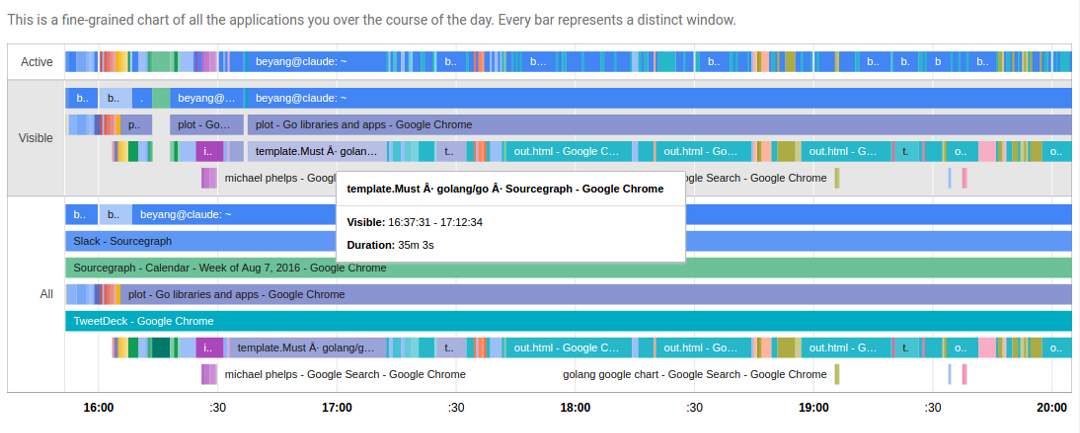 This is a fine-grained chart of all the applications you over the course of the day. Every bar represents a distinct window.
Active
beyang@claude: ~
b..
b...
b..
b..
b.
b
b..
Visible
b..
b..
.
beyang@...
beyang@claude: ~
p..
plot - Go...
plot - Go libraries and apps - Google Chrome
i..
template.Must Â· golan...
t..
out.html - Google C...
out.html - Go...
out.html - G...
t.
o..
o..
michael phelps - Googl
gle Search - Google Chrome
template.Must Â· golang/go Â· Sourcegraph - Google Chrome
Visible: 16:37:31 - 17:12:34
Duration: 35m 3s
All
b..
b..
beyang@claude: ~
Slack - Sourcegraph
Sourcegraph - Calendar - Week of Aug 7, 2016 - Google Chrome
plot - Go libraries and apps - Google Chrome
TweetDeck - Google Chrome
i..
template.Must Â· golang/g...
t..
out.html - Google C...
out.html - Go...
out.html - G...
t.
o..
o..
michael phelps - Google Search - Google Chrome
golang google chart - Google Search - Google Chrome
16:00
:30
17:00
:30
18:00
:30
19:00
:30
20:00